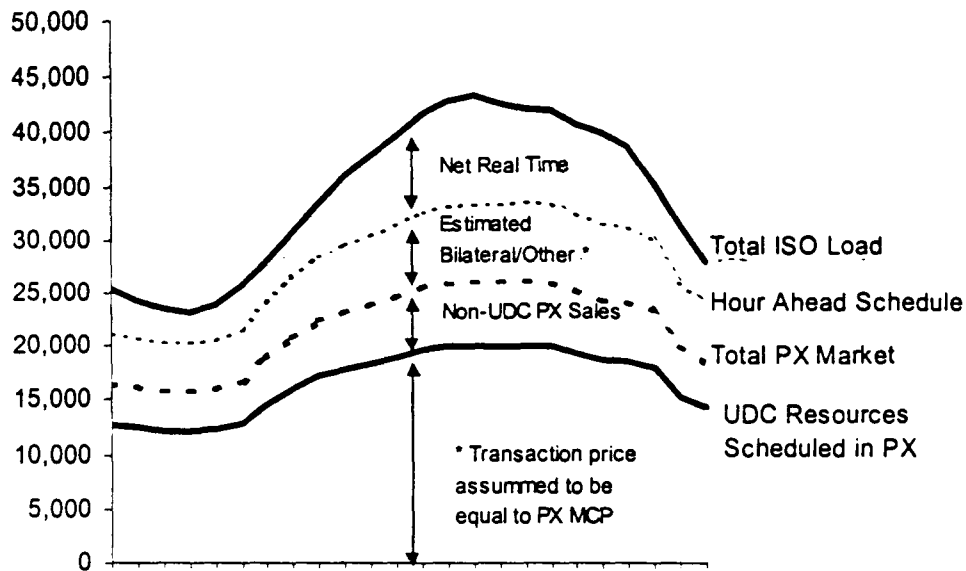 50,000
45,000
40,000
35,000
30,000
25,000
20,000
15,000
10,000
5,000
0
Net Real Time
Estimated
Bilateral/Other *
Non-UDC PX Sales
* Transaction price
assummed to be
equal to PX MCP
Total ISO Load
Hour Ahead Schedule
Total PX Market
UDC Resources
Scheduled in PX